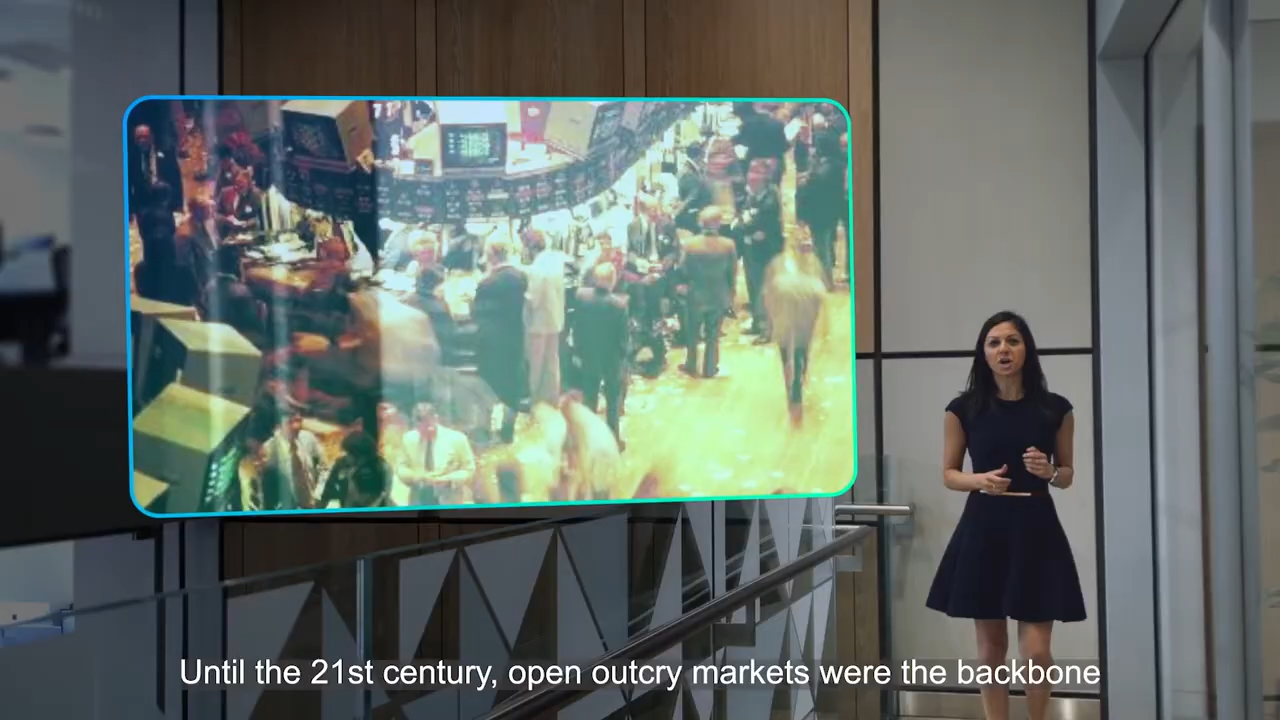 Until the 21st century, open outcry markets were the backbone